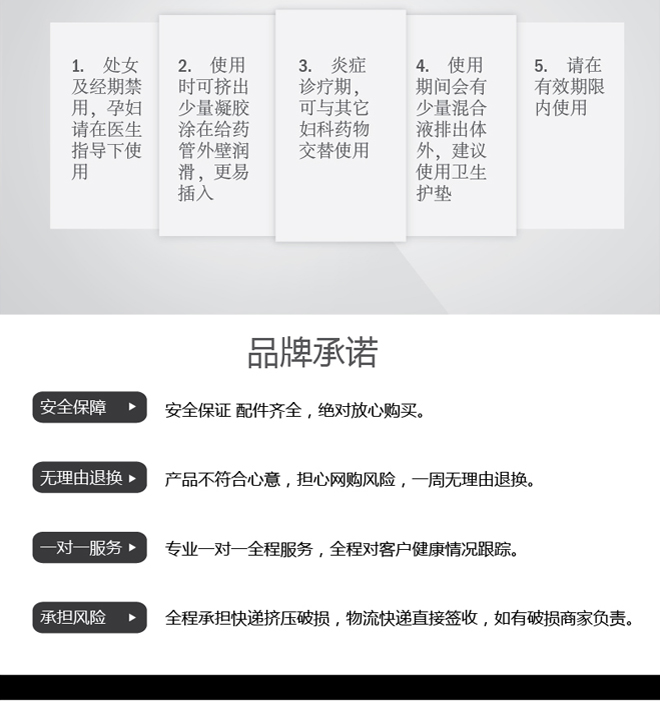 1. 处女
及经期禁
用，孕妇
请在医生
指导下使
用
2. 使用
时可挤出
少量凝胶
涂在给药
管外壁润
滑，更易
插入
3. 炎症
诊疗期，
可与其它
妇科药物
交替使用
4. 使用
期间会有
少量混合
液排出体
外，建议
使用卫生
护垫
5. 请在
有效期限
内使用
品牌承诺
安全保障
安全保证 配件齐全，绝对放心购买。
无理由退换
产品不符合心意，担心网购风险，一周无理由退换。
一对一服务
专业一对一全程服务，全程对客户健康情况跟踪。
承担风险
全程承担快递挤压破损，物流快递直接签收，如有破损商家负责。